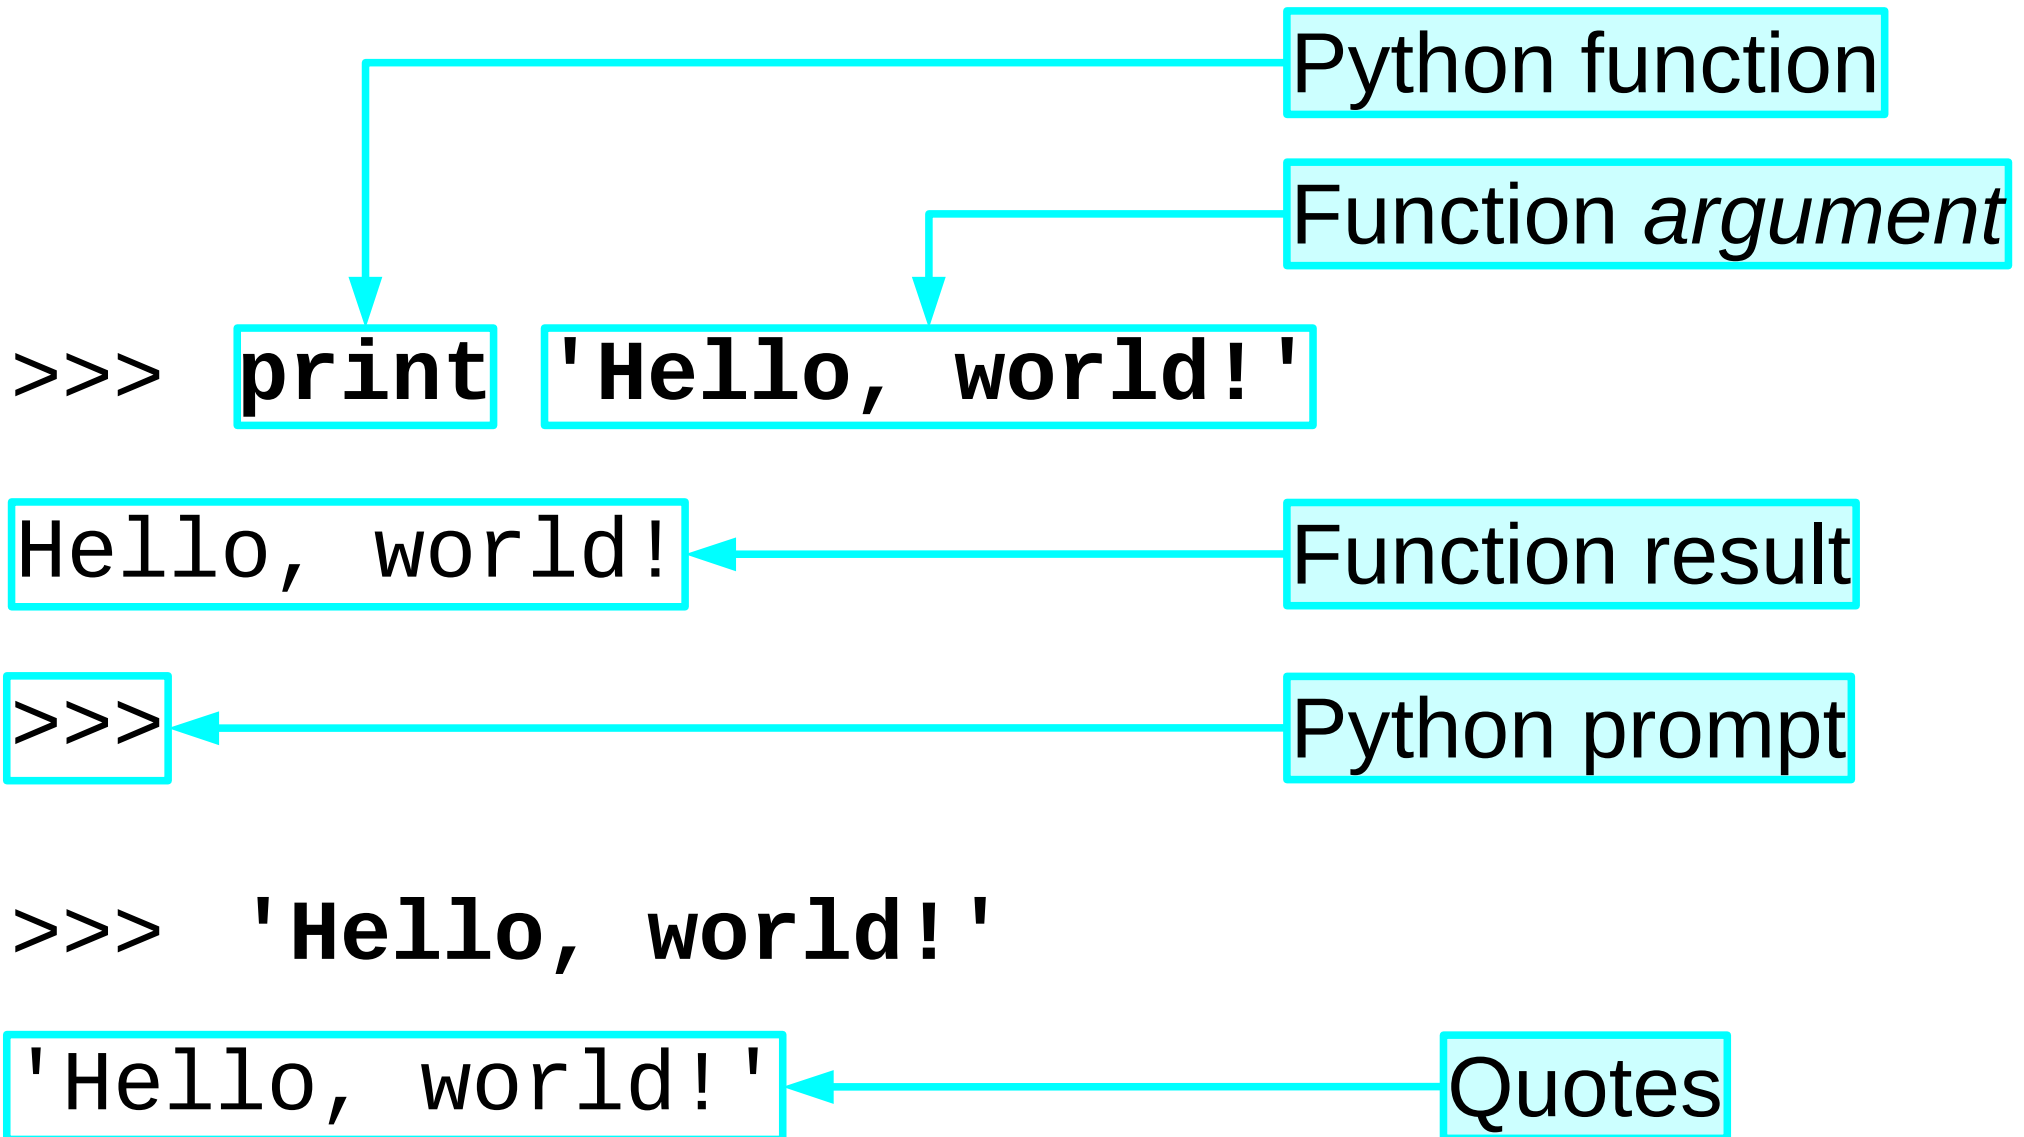 Python function
Function argument
>>> print 'Hello, world!'
Hello, world!
Function result
>>>
Python prompt
>>> 'Hello, world!'
'Hello, world!'
Quotes